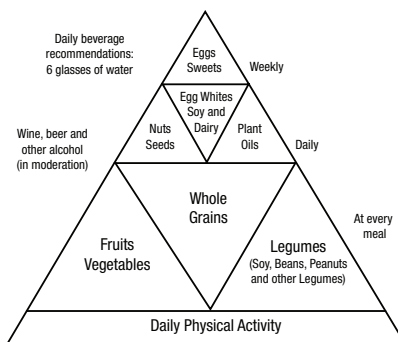 Daily beverage
recommendations:
6 glasses of water
Eggs
Sweets
Weekly
Egg Whites
Soy and
Dairy
Nuts
Seeds
Plant
Oils
Wine, beer and
other alcohol
(in moderation)
Daily
Whole
Grains
At every
meal
Fruits
Vegetables
Legumes
(Soy, Beans, Peanuts
and other Legumes)
Daily Physical Activity